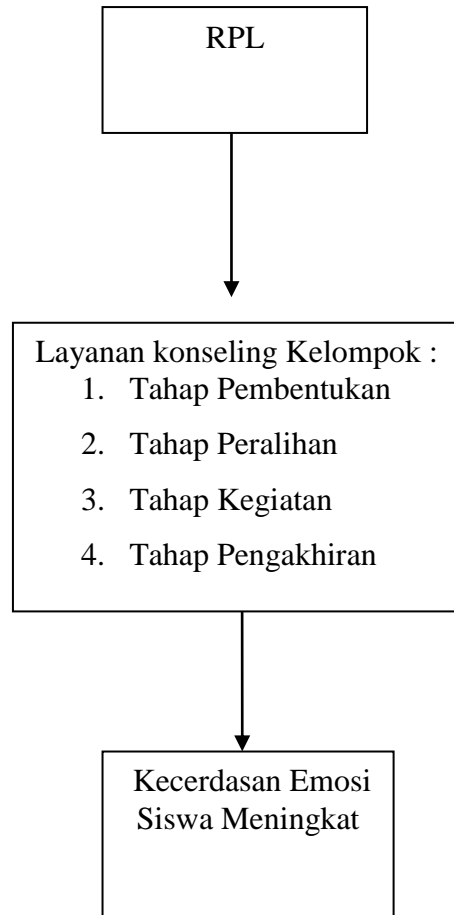 RPL
Layanan konseling Kelompok :
1. Tahap Pembentukan
2. Tahap Peralihan
3. Tahap Kegiatan
4. Tahap Pengakhiran
Kecerdasan Emosi
Siswa Meningkat